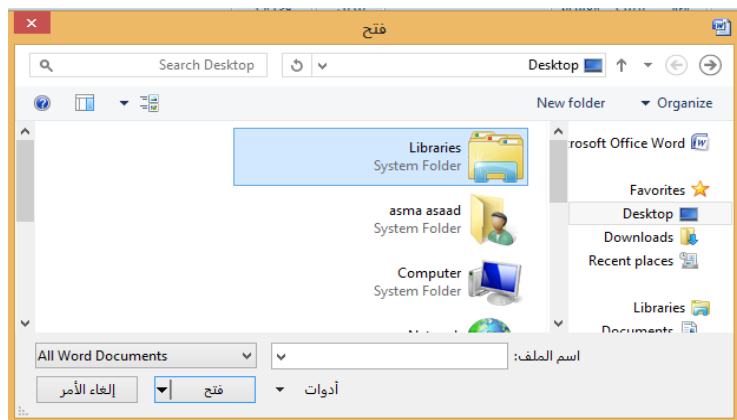 فتح
Desktop
Search Desktop
Organize
New folder
rosoft Office Word
Favorites
Desktop
Downloads
Recent places
Libraries
Documents
Libraries
System Folder
asma asaad
System Folder
Computer
System Folder
اسم الملف:
All Word Documents
أدوات
فتح
إلغاء الأمر